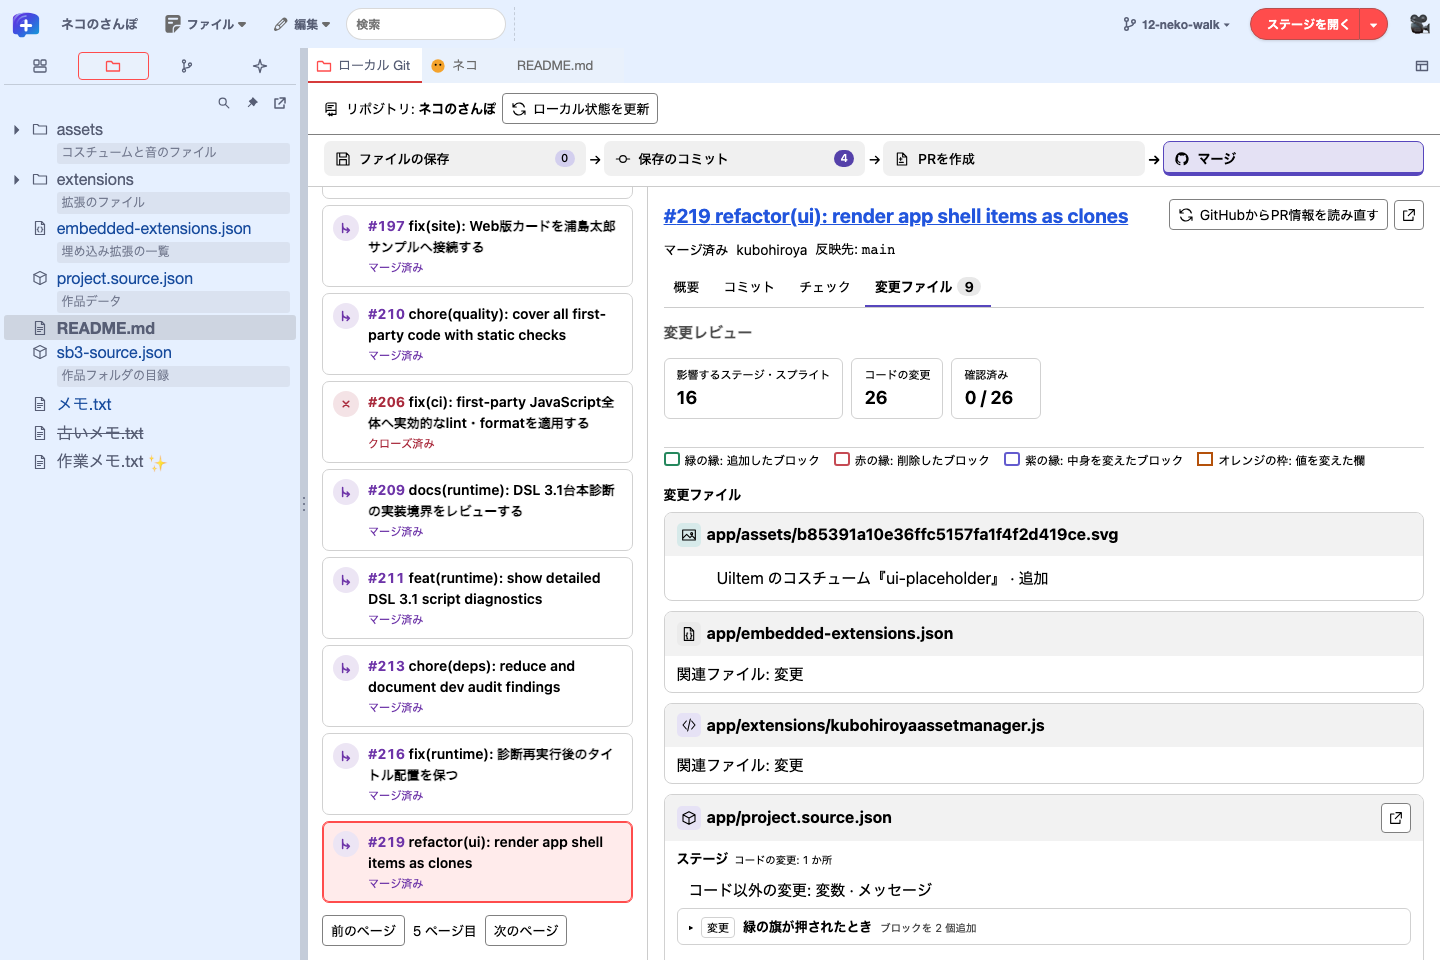 ネコのさんぽ
ファイル
編集
検索
12-neko-walk
ステージを開く
ローカル Git
ネコ
README.md
assets
コスチュームと音のファイル
extensions
拡張のファイル
embedded-extensions.json
埋め込み拡張の一覧
project.source.json
作品データ
README.md
sb3-source.json
作品フォルダの目録
メモ.txt
古いメモ.txt
作業メモ.txt ✨
リポジトリ: ネコのさんぽ
ローカル状態を更新
ファイルの保存 0
保存のコミット 4
PRを作成
マージ
#197 fix(site): Web版カードを浦島太郎
サンプルへ接続する
マージ済み
#210 chore(quality): cover all first-
party code with static checks
マージ済み
#206 fix(ci): first-party JavaScript全
体へ実効的なlint・formatを適用する
クローズ済み
#209 docs(runtime): DSL 3.1台本診断
の実装境界をレビューする
マージ済み
#211 feat(runtime): show detailed
DSL 3.1 script diagnostics
マージ済み
#213 chore(deps): reduce and
document dev audit findings
マージ済み
#216 fix(runtime): 診断再実行後のタイ
トル配置を保つ
マージ済み
#219 refactor(ui): render app shell
items as clones
マージ済み
前のページ
5 ページ目
次のページ
#219 refactor(ui): render app shell items as clones
GitHubからPR情報を読み直す
マージ済み kubohiroya 反映先: main
概要
コミット
チェック
変更ファイル 9
変更レビュー
影響するステージ・スプライト
16
コードの変更
26
確認済み
0 / 26
緑の縁: 追加したブロック
赤の縁: 削除したブロック
紫の縁: 中身を変えたブロック
オレンジの枠: 値を変えた欄
変更ファイル
app/assets/b85391a10e36ffc5157fa1f4f2d419ce.svg
UiItem のコスチューム『ui-placeholder』 · 追加
app/embedded-extensions.json
関連ファイル: 変更
app/extensions/kubohiroyaassetmanager.js
関連ファイル: 変更
app/project.source.json
ステージ コードの変更: 1 か所
コード以外の変更: 変数 · メッセージ
変更 緑の旗が押されたとき ブロックを 2 個追加